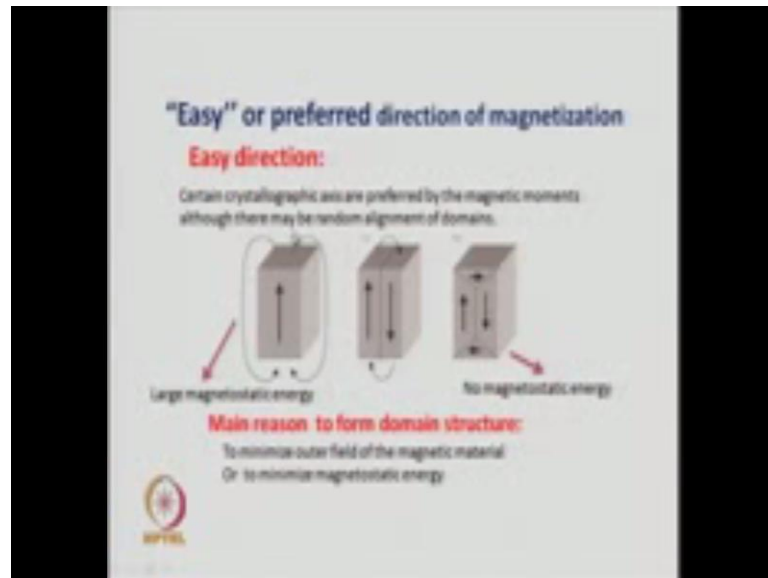 "Easy" or preferred direction of magnetization
Easy direction:
Certain crystallographic axis are preferred by the magnetic moments
although there may be random alignment of domains.
Large magnetostatic energy
No magnetostatic energy
Main reason to form domain structure:
To minimize outer field of the magnetic material
Or to minimize magnetostatic energy
NPTEL